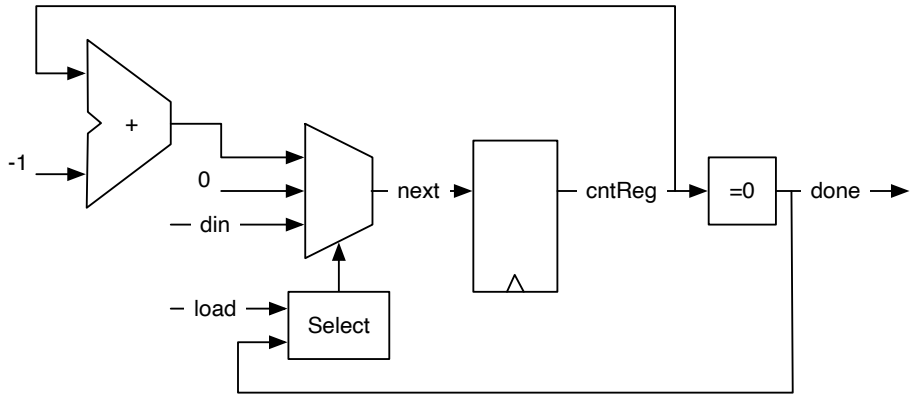 +
-1
0
next
cntReg
=0
done
din
load
Select